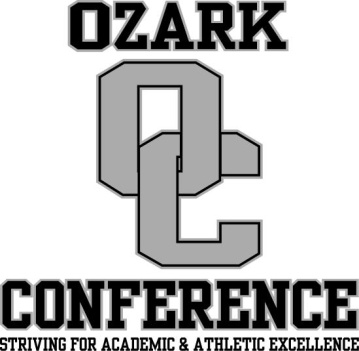 OZARK
OC
CONFERENCE
STRIVING FOR ACADEMIC & ATHLETIC EXCELLENCE